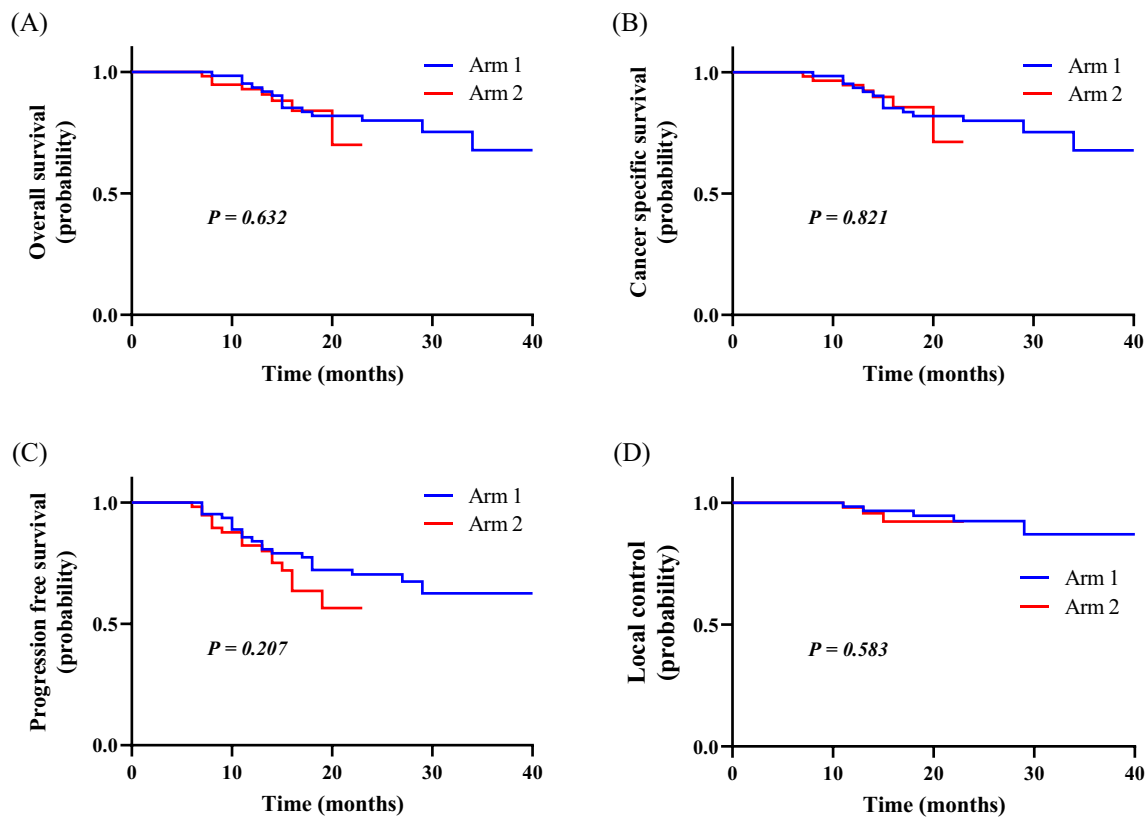 (A)
Overall survival
(probability)
1.0
0.5
0.0
0 10 20 30 40
Time (months)
Arm 1
Arm 2
P = 0.632
(B)
Cancer specific survival
(probability)
1.0
0.5
0.0
0 10 20 30 40
Time (months)
Arm 1
Arm 2
P = 0.821
(C)
Progression free survival
(probability)
1.0
0.5
0.0
0 10 20 30 40
Time (months)
Arm 1
Arm 2
P = 0.207
(D)
Local control
(probability)
1.0
0.5
0.0
0 10 20 30 40
Time (months)
Arm 1
Arm 2
P = 0.583